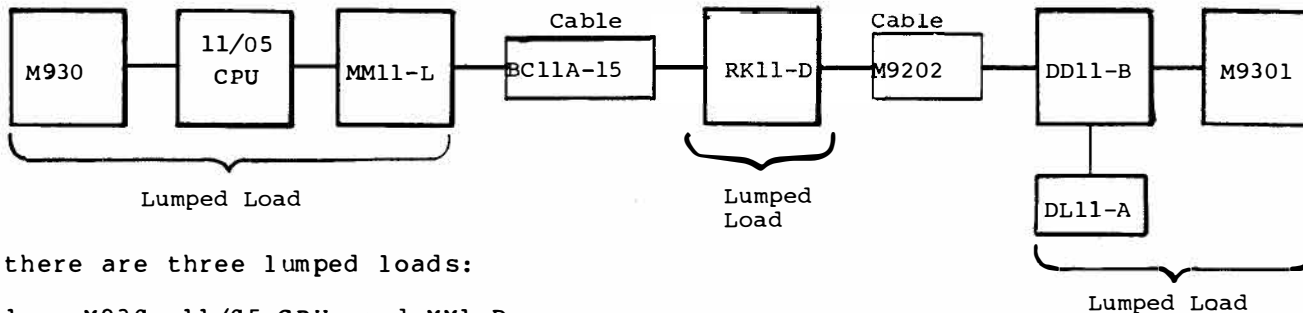 Cable
Cable
M930
11/05
CPU
MM11-L
BC11A-15
RK11-D
M9202
DD11-B
M9301
Lumped Load
Lumped
Load
DL11-A
Lumped Load
there are three lumped loads: